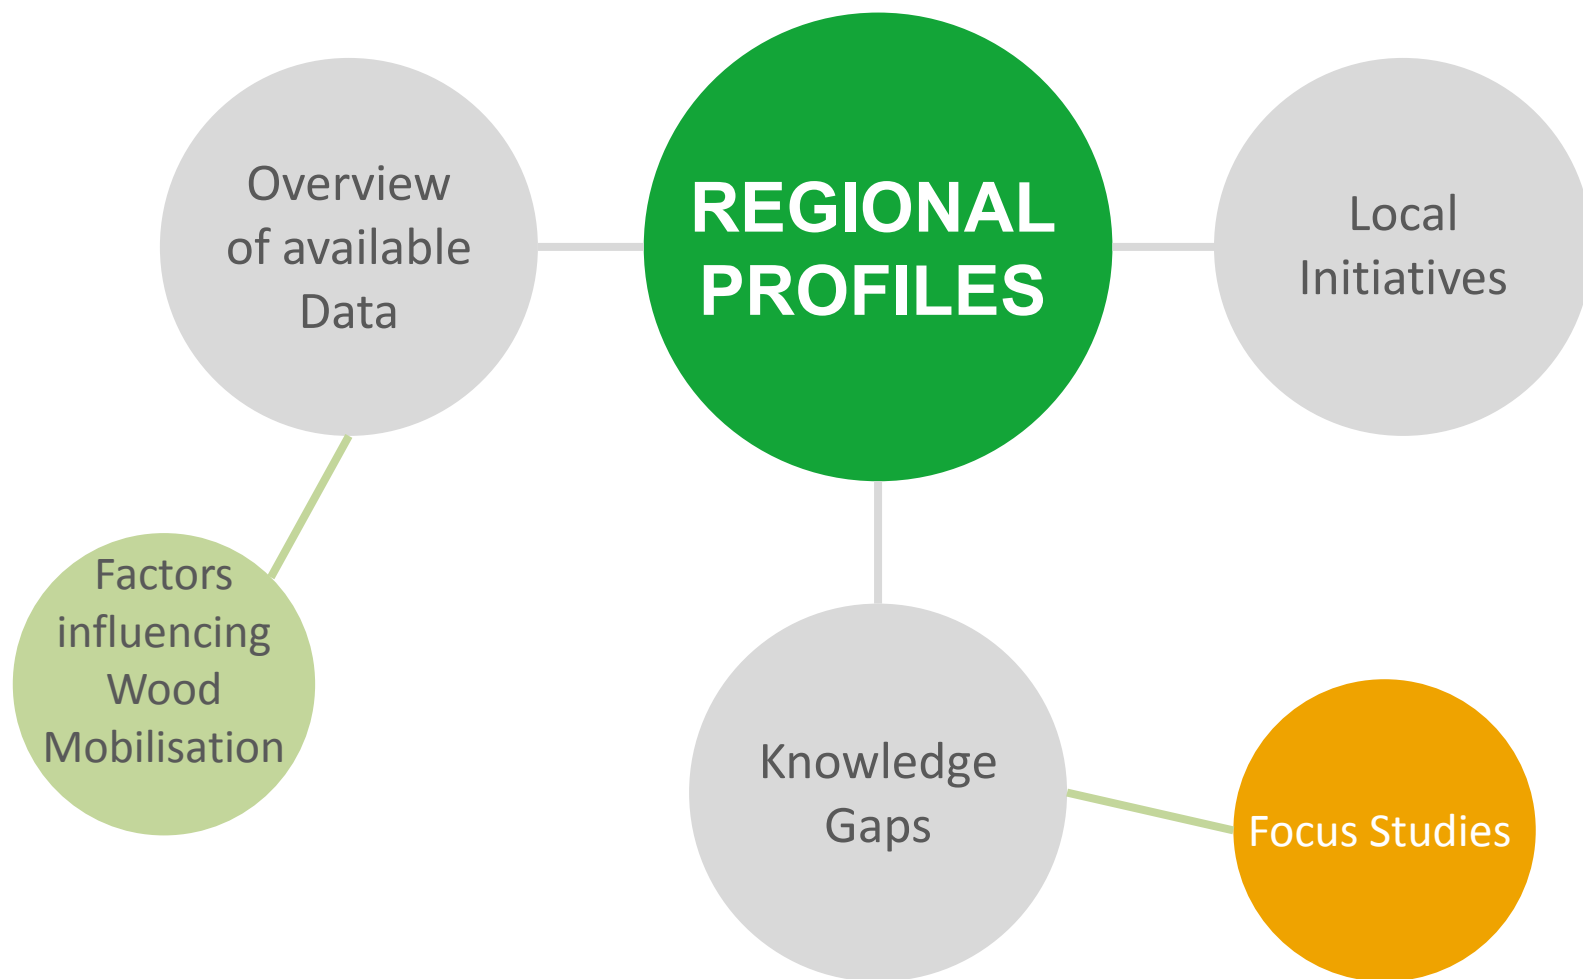 Overview
of available
Data
REGIONAL
PROFILES
Local
Initiatives
Factors
influencing
Wood
Mobilisation
Knowledge
Gaps
Focus Studies